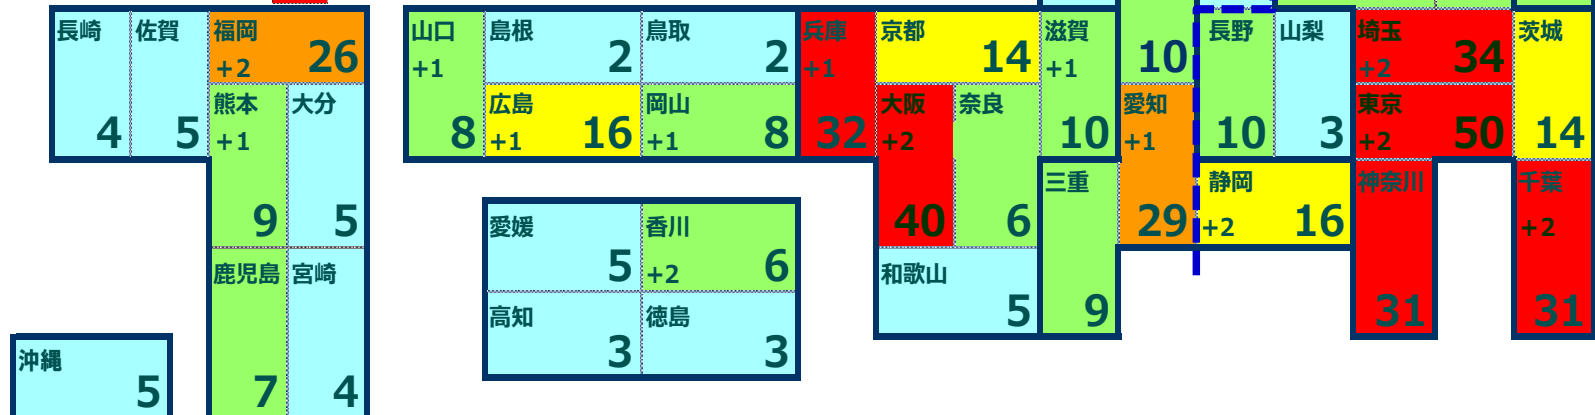 長崎 佐賀 福岡 山口 島根 鳥取 兵庫 京都 滋賀 長野 山梨 埼玉 茨城
+2 26 +1 2 2 +1 14 +1 10 +2 34
熊本 大分 広島 岡山 大阪 奈良 愛知 東京
4 5 +1 8 +1 16 +1 8 32 +2 10 +1 10 3 +2 50 14
三重 静岡 神奈川 千葉
9 5 40 6 29 +2 16 +2
愛媛 香川
5 +2 6
鹿児島 宮崎 和歌山
5 9 31 31
高知 徳島
3 3
沖縄
5 7 4